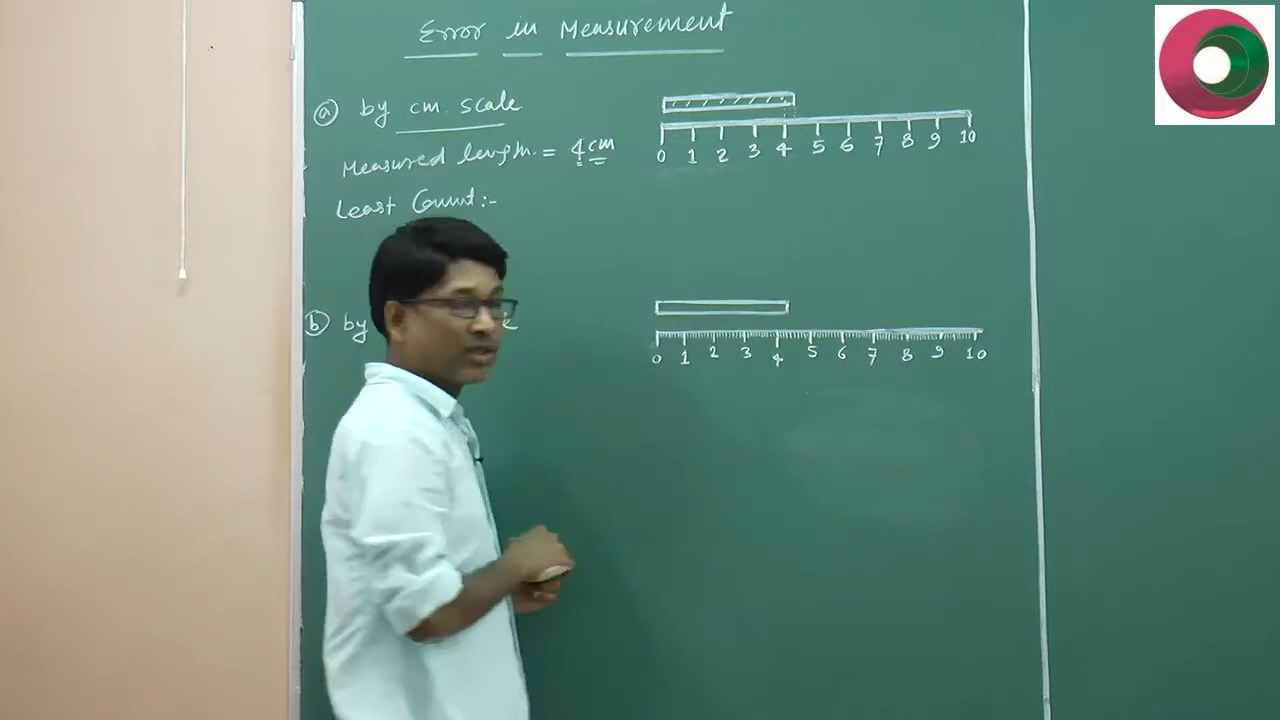 Error in Measurement
ⓐ by cm. scale
Measured length. = 4 cm
Least Count:-
0 1 2 3 4 5 6 7 8 9 10
ⓑ by
0 1 2 3 4 5 6 7 8 9 10